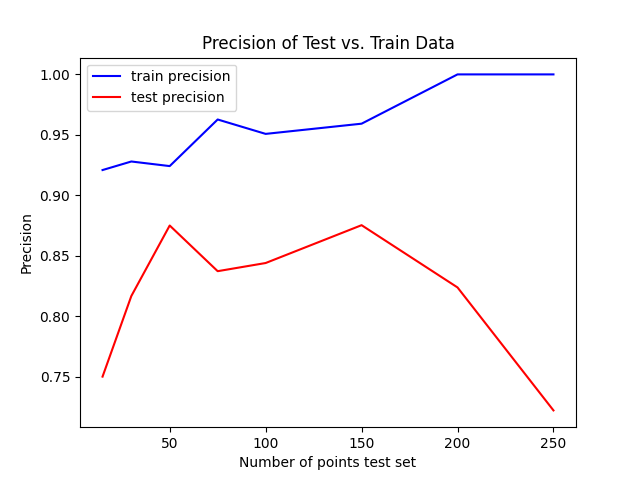 Precision of Test vs. Train Data
train precision
test precision
1.00
0.95
0.90
0.85
0.80
0.75
Precision
50 100 150 200 250
Number of points test set